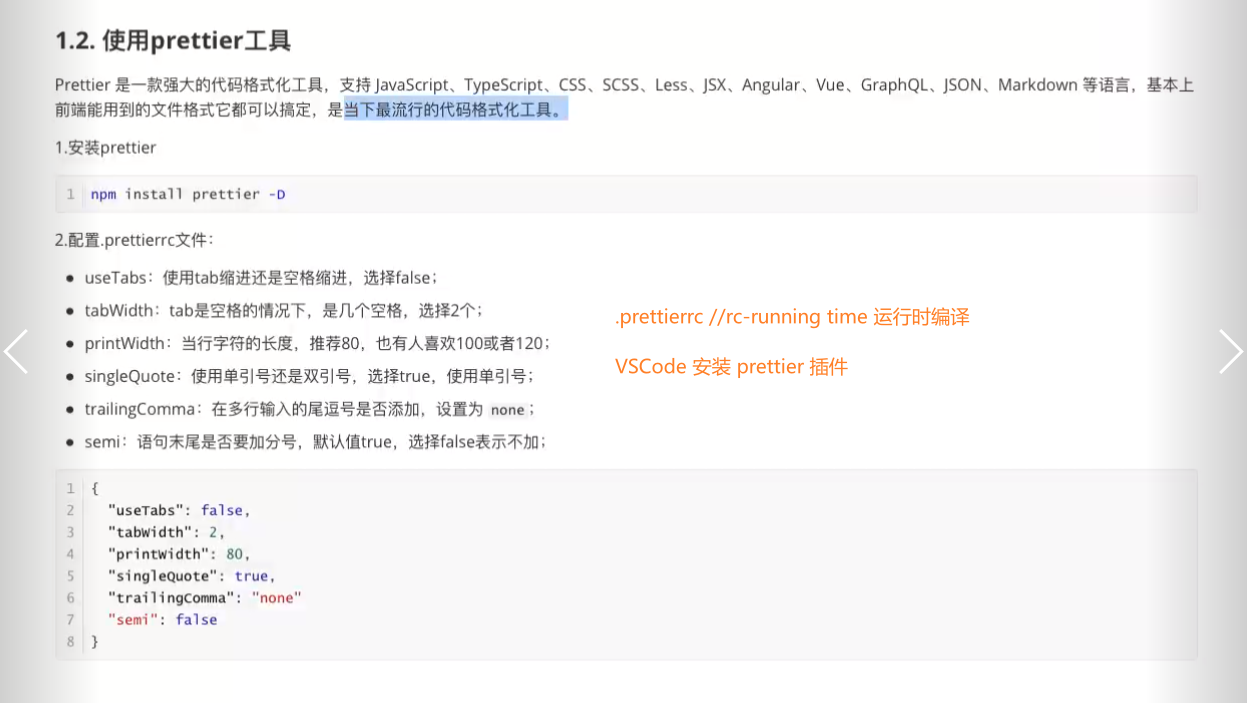 1.2. 使用prettier工具
Prettier 是一款强大的代码格式化工具，支持 JavaScript、TypeScript、CSS、SCSS、Less、JSX、Angular、Vue、GraphQL、JSON、Markdown 等语言，基本上
前端能用到的文件格式它都可以搞定，是当下最流行的代码格式化工具。
1.安装prettier
1 npm install prettier -D
2.配置.prettierrc文件：
● useTabs：使用tab缩进还是空格缩进，选择false；
● tabWidth：tab是空格的情况下，是几个空格，选择2个；
.prettierrc //rc-running time 运行时编译
● printWidth：当行字符的长度，推荐80，也有人喜欢100或者120；
VSCode 安装 prettier 插件
● singleQuote：使用单引号还是双引号，选择true，使用单引号；
● trailingComma：在多行输入的尾逗号是否添加，设置为 none；
● semi：语句末尾是否要加分号，默认值true，选择false表示不加；
1 {
2 "useTabs": false,
3 "tabWidth": 2,
4 "printWidth": 80,
5 "singleQuote": true,
6 "trailingComma": "none"
7 "semi": false
8 }